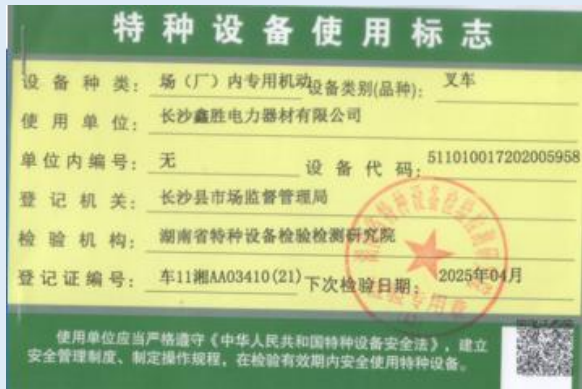 特种设备使用标志
设备种类: 场(厂)内专用机动 设备类别(品种): 叉车
使用单位: 长沙鑫胜电力器材有限公司
单位内编号: 无 设备代码: 511010017202005958
登记机关: 长沙县市场监督管理局
检验机构: 湖南省特种设备检验检测研究院
登记证编号: 车11湘AA03410(21) 下次检验日期: 2025年04月
使用单位应当严格遵守《中华人民共和国特种设备安全法》，建立
安全管理制度、制定操作规程，在检验有效期内安全使用特种设备。